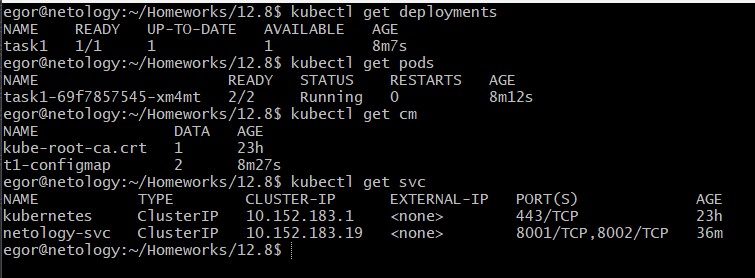 egor@netology:~/Homeworks/12.8$ kubectl get deployments
NAME READY UP-TO-DATE AVAILABLE AGE
task1 1/1 1 1 8m7s
egor@netology:~/Homeworks/12.8$ kubectl get pods
NAME READY STATUS RESTARTS AGE
task1-69f7857545-xm4mt 2/2 Running 0 8m12s
egor@netology:~/Homeworks/12.8$ kubectl get cm
NAME DATA AGE
kube-root-ca.crt 1 23h
t1-configmap 2 8m27s
egor@netology:~/Homeworks/12.8$ kubectl get svc
NAME TYPE CLUSTER-IP EXTERNAL-IP PORT(S) AGE
kubernetes ClusterIP 10.152.183.1 <none> 443/TCP 23h
netology-svc ClusterIP 10.152.183.19 <none> 8001/TCP,8002/TCP 36m
egor@netology:~/Homeworks/12.8$